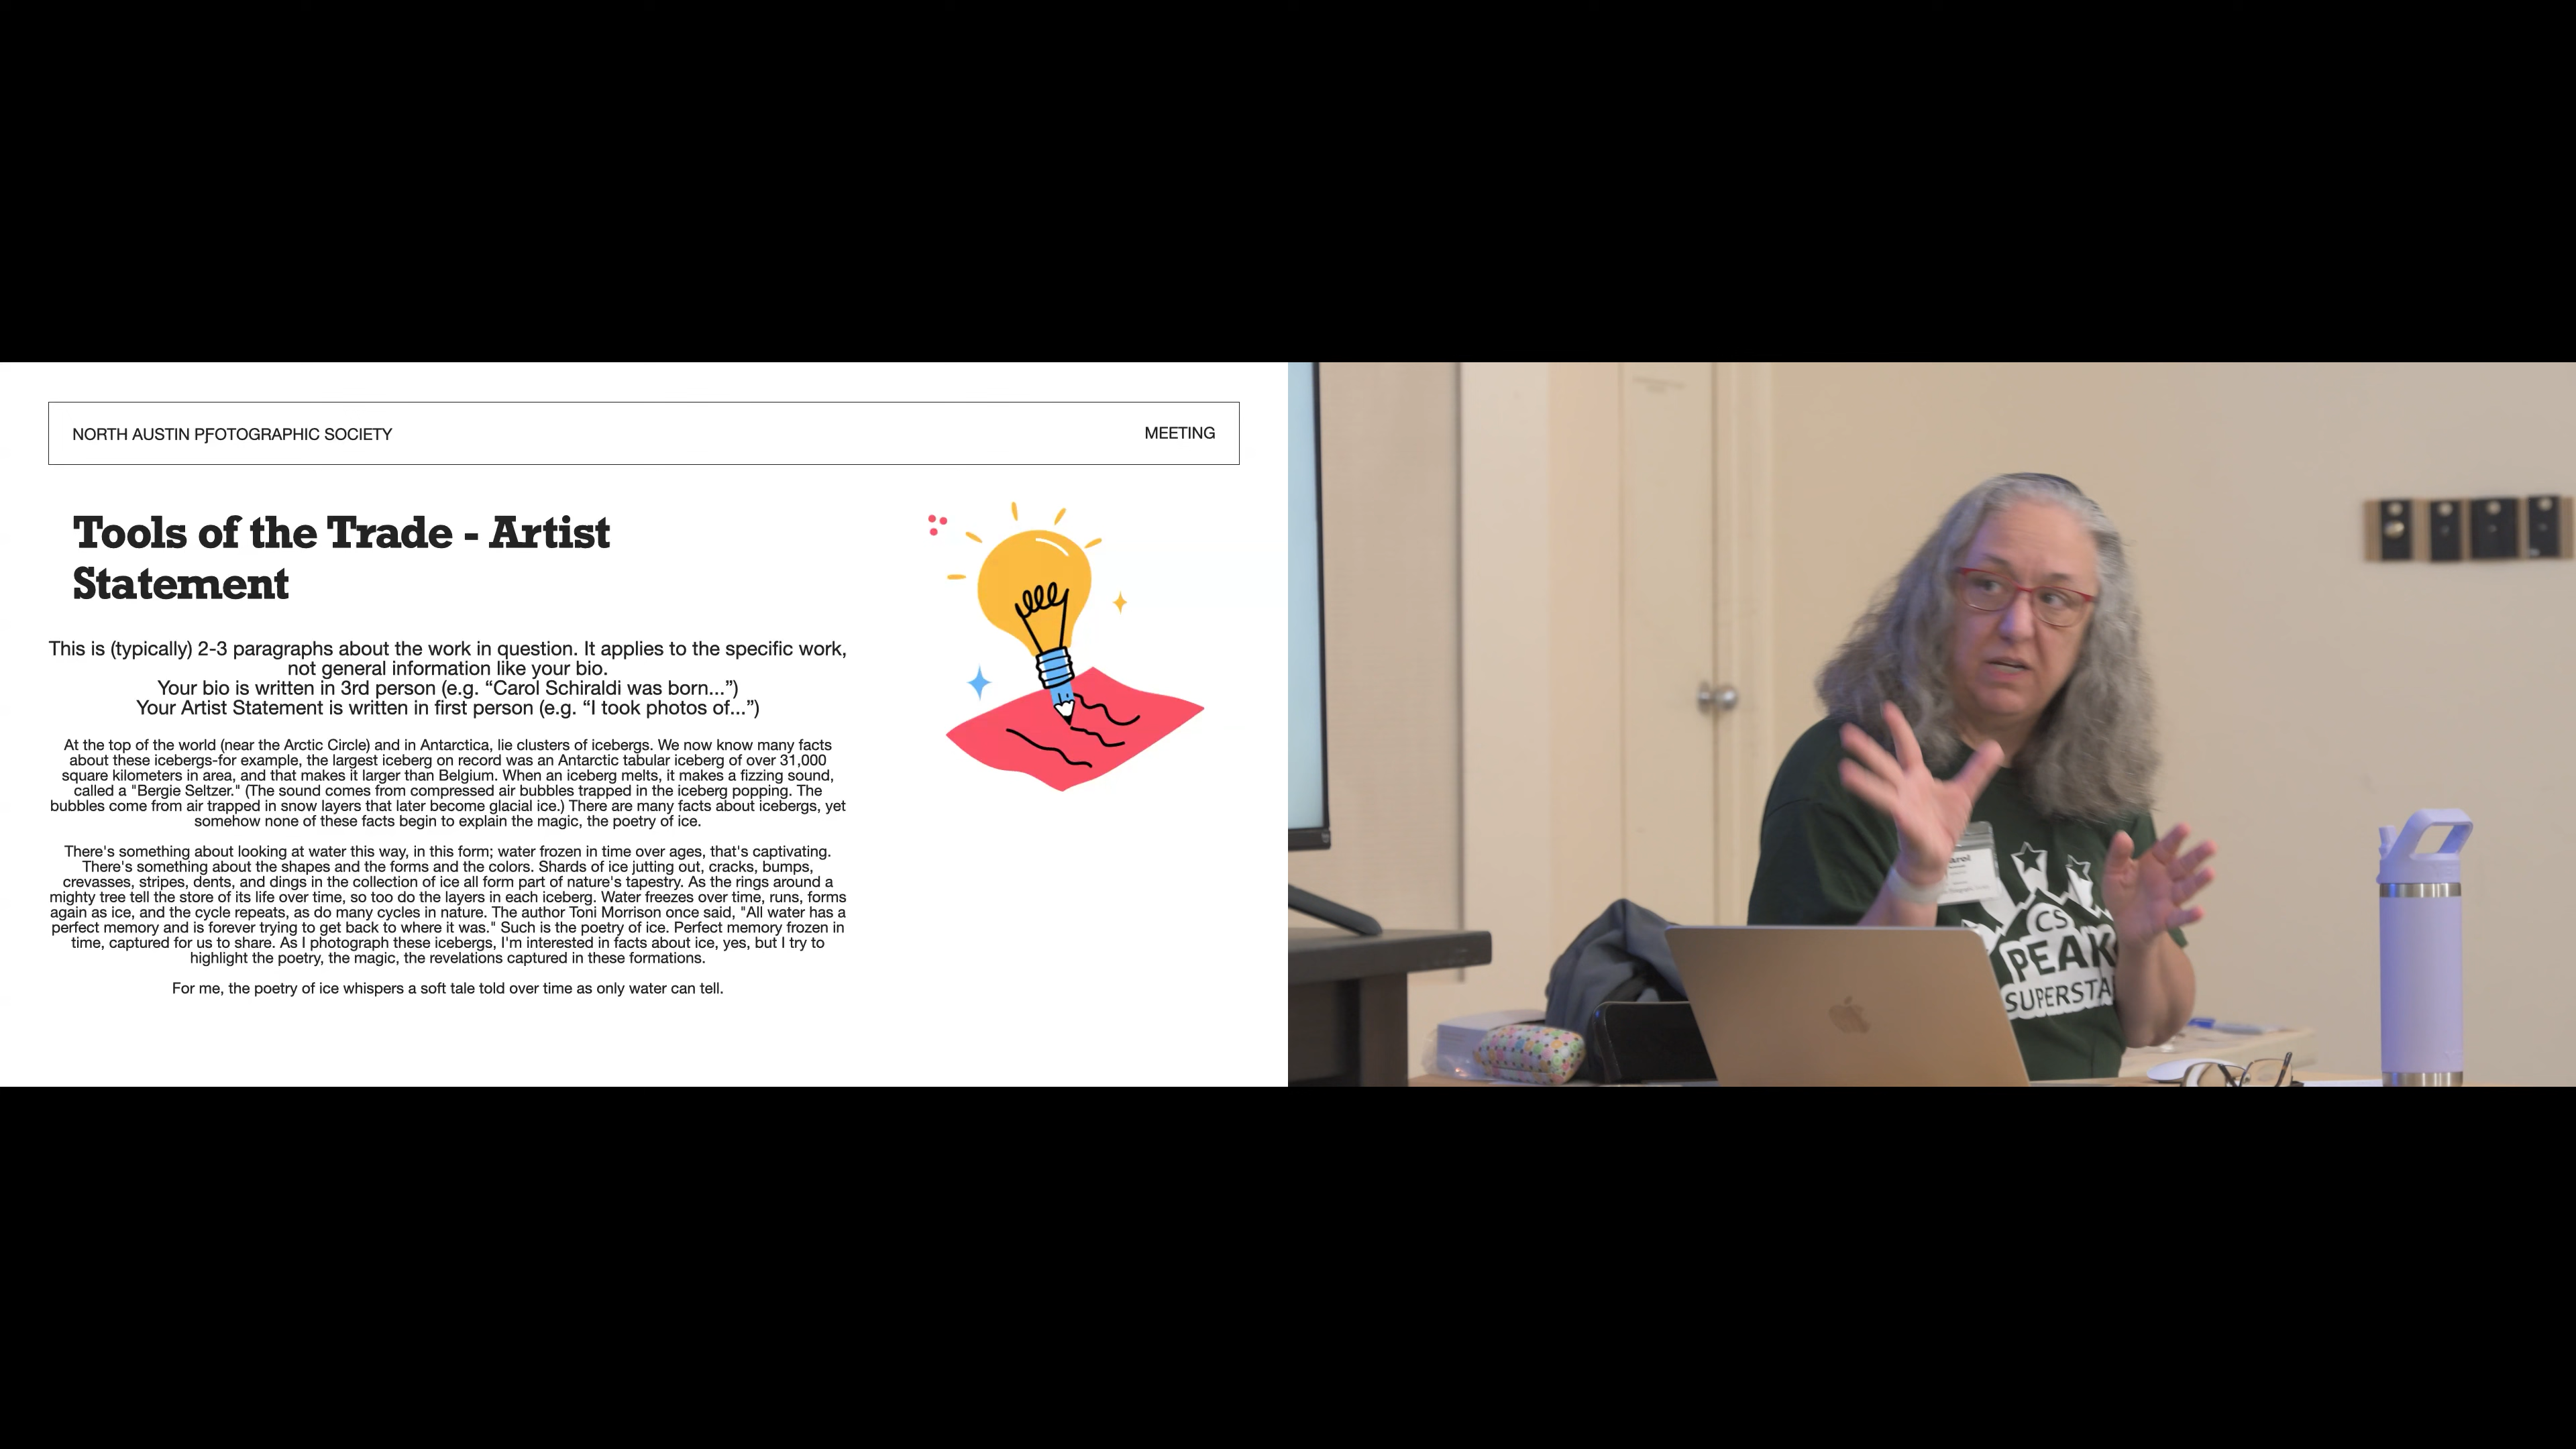 NORTH AUSTIN PƑOTOGRAPHIC SOCIETY
MEETING
Tools of the Trade - Artist
Statement
This is (typically) 2-3 paragraphs about the work in question. It applies to the specific work,
not general information like your bio.
Your bio is written in 3rd person (e.g. “Carol Schiraldi was born...”)
Your Artist Statement is written in first person (e.g. “I took photos of...”)
At the top of the world (near the Arctic Circle) and in Antarctica, lie clusters of icebergs. We now know many facts
about these icebergs-for example, the largest iceberg on record was an Antarctic tabular iceberg of over 31,000
square kilometers in area, and that makes it larger than Belgium. When an iceberg melts, it makes a fizzing sound,
called a "Bergie Seltzer." (The sound comes from compressed air bubbles trapped in the iceberg popping. The
bubbles come from air trapped in snow layers that later become glacial ice.) There are many facts about icebergs, yet
somehow none of these facts begin to explain the magic, the poetry of ice.
There's something about looking at water this way, in this form; water frozen in time over ages, that's captivating.
There's something about the shapes and the forms and the colors. Shards of ice jutting out, cracks, bumps,
crevasses, stripes, dents, and dings in the collection of ice all form part of nature's tapestry. As the rings around a
mighty tree tell the store of its life over time, so too do the layers in each iceberg. Water freezes over time, runs, forms
again as ice, and the cycle repeats, as do many cycles in nature. The author Toni Morrison once said, "All water has a
perfect memory and is forever trying to get back to where it was." Such is the poetry of ice. Perfect memory frozen in
time, captured for us to share. As I photograph these icebergs, I'm interested in facts about ice, yes, but I try to
highlight the poetry, the magic, the revelations captured in these formations.
For me, the poetry of ice whispers a soft tale told over time as only water can tell.
arol
CS
PEAK
SUPERSTA